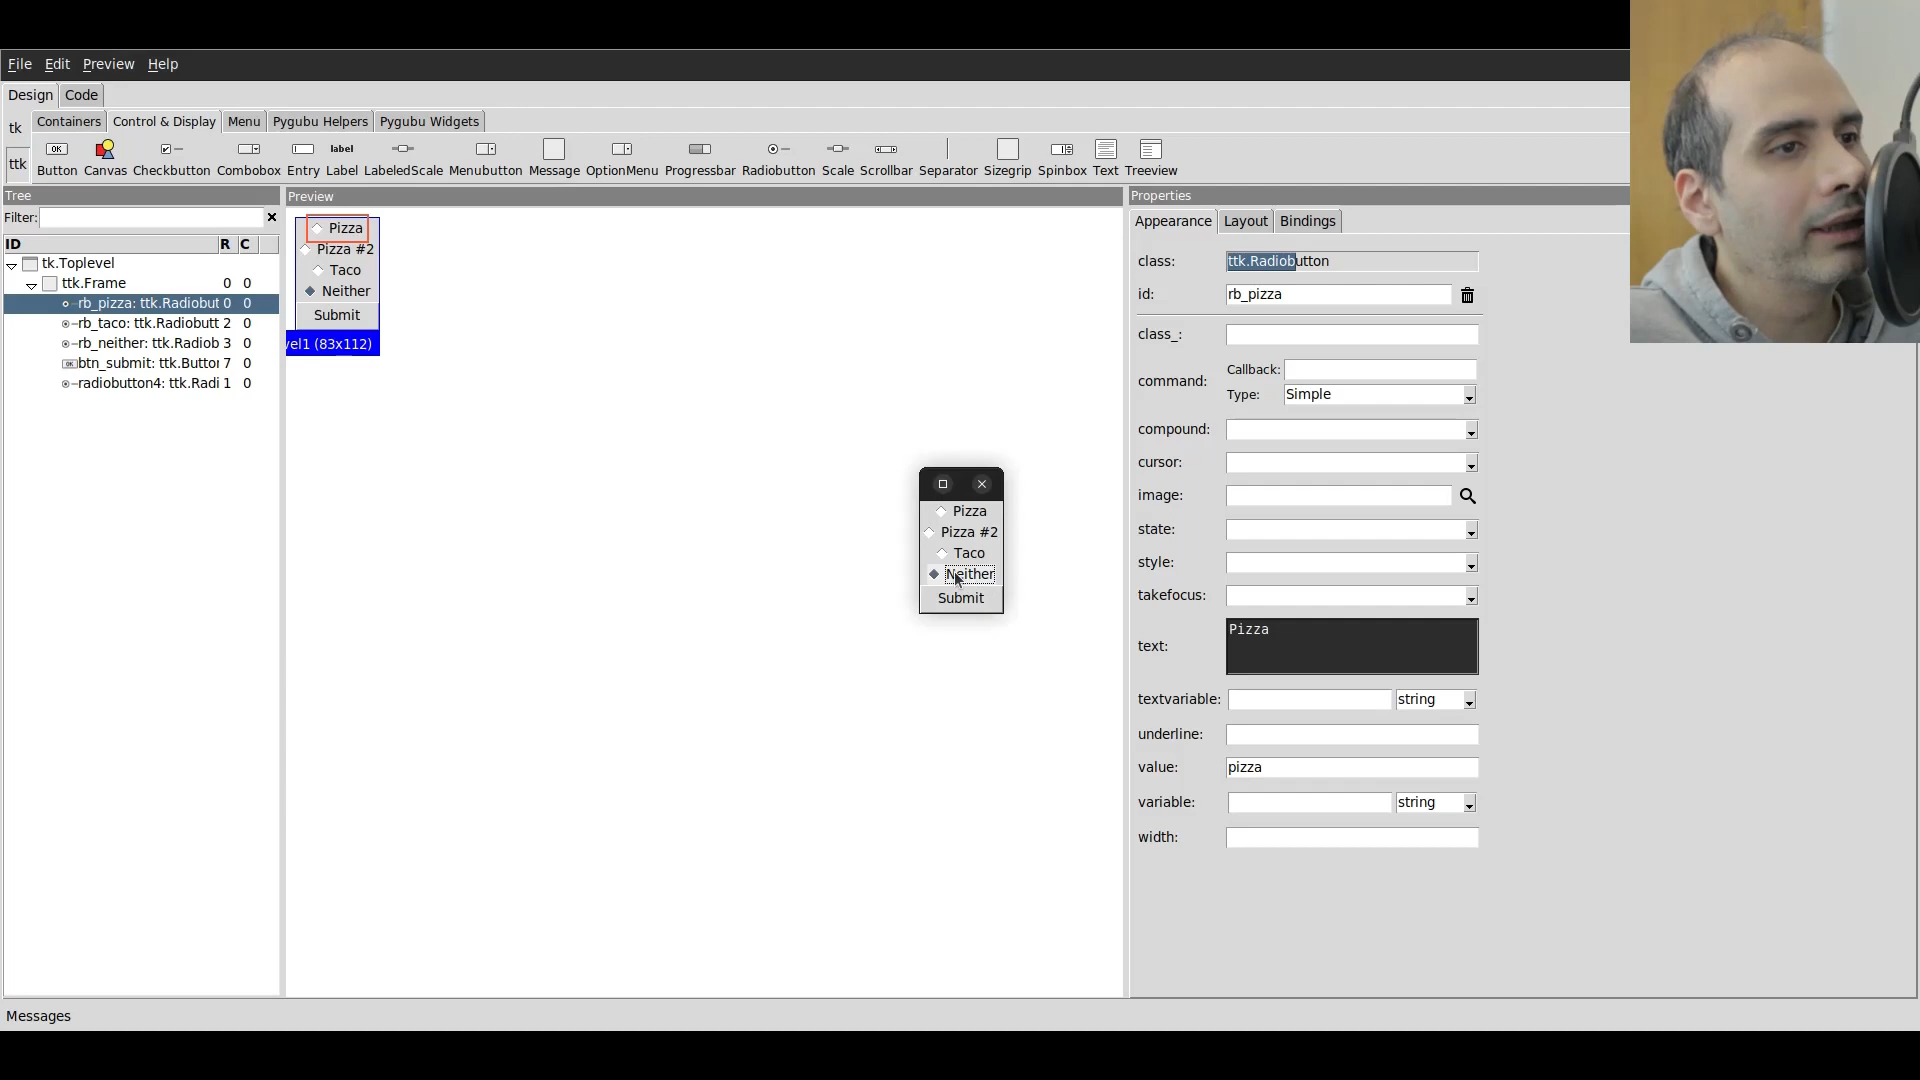 File Edit Preview Help
Design Code
tk
ttk
Containers Control & Display Menu Pygubu Helpers Pygubu Widgets
OK label
Button Canvas Checkbutton Combobox Entry Label LabeledScale Menubutton Message OptionMenu Progressbar Radiobutton Scale Scrollbar Separator Sizegrip Spinbox Text Treeview
Tree
Filter:
ID R C
tk.Toplevel
ttk.Frame 0 0
rb_pizza: ttk.Radiobut 0 0
rb_taco: ttk.Radiobutt 2 0
rb_neither: ttk.Radiob 3 0
OK btn_submit: ttk.Button 7 0
radiobutton4: ttk.Radi 1 0
Preview
Pizza
Pizza #2
Taco
Neither
Submit
vel1 (83x112)
Pizza
Pizza #2
Taco
Neither
Submit
Properties
Appearance Layout Bindings
class: ttk.Radiobutton
id: rb_pizza
class_:
command: Callback:
Type: Simple
compound:
cursor:
image:
state:
style:
takefocus:
text: Pizza
textvariable: string
underline:
value: pizza
variable: string
width:
Messages